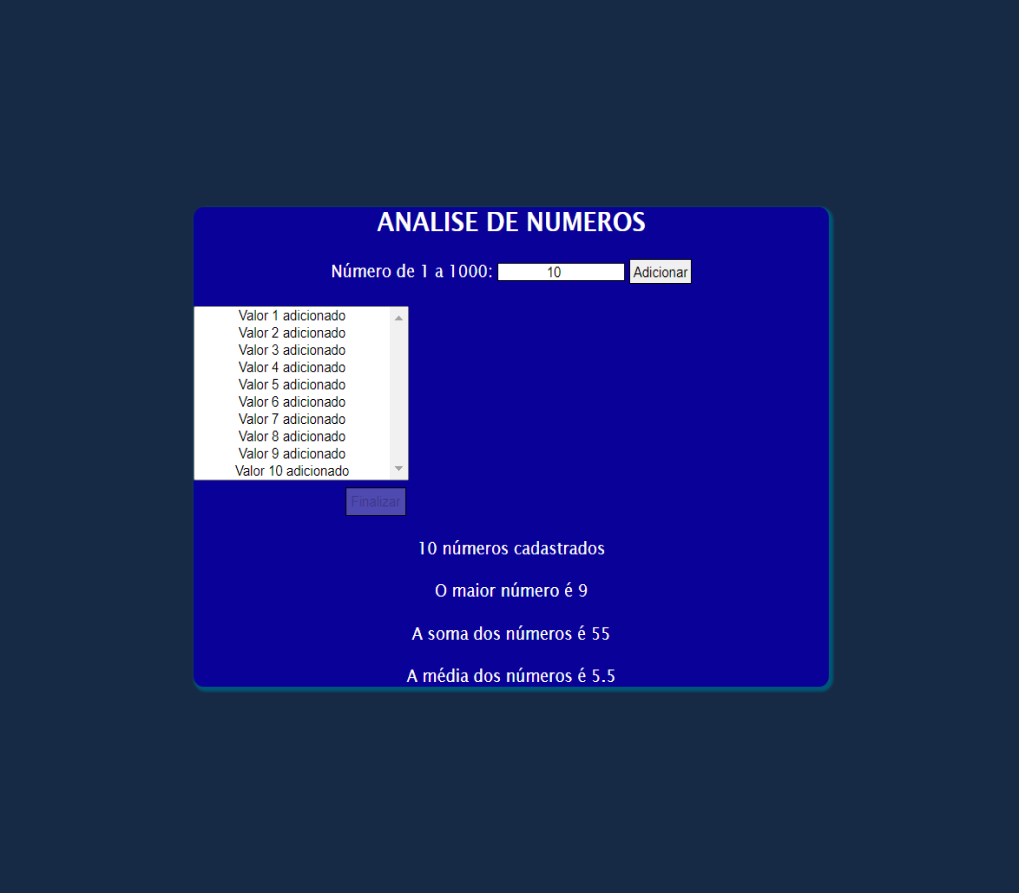 ANALISE DE NUMEROS
Número de 1 a 1000: 10 Adicionar
Valor 1 adicionado
Valor 2 adicionado
Valor 3 adicionado
Valor 4 adicionado
Valor 5 adicionado
Valor 6 adicionado
Valor 7 adicionado
Valor 8 adicionado
Valor 9 adicionado
Valor 10 adicionado
Finalizar
10 números cadastrados
O maior número é 9
A soma dos números é 55
A média dos números é 5.5